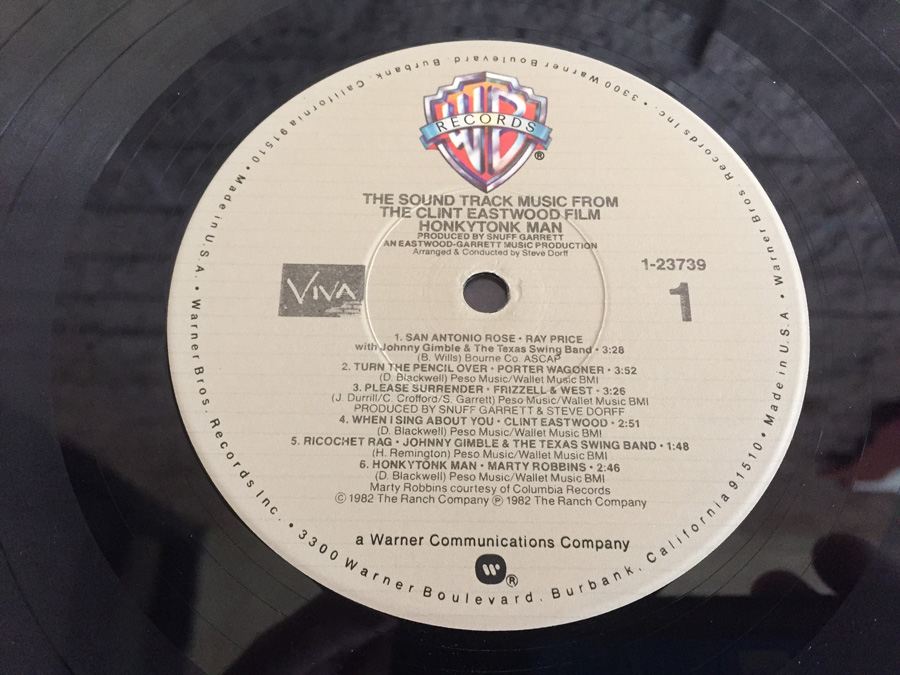 WB
RECORDS
®
THE SOUND TRACK MUSIC FROM
THE CLINT EASTWOOD FILM
HONKYTONK MAN
PRODUCED BY SNUFF GARRETT
AN EASTWOOD-GARRETT MUSIC PRODUCTION
Arranged & Conducted by Steve Dorff
VIVA
1-23739
1
1. SAN ANTONIO ROSE • RAY PRICE
with Johnny Gimble & The Texas Swing Band • 3:28
(B. Wills) Bourne Co. ASCAP
2. TURN THE PENCIL OVER • PORTER WAGONER • 3:52
(D. Blackwell) Peso Music/Wallet Music BMI
3. PLEASE SURRENDER • FRIZZELL & WEST • 3:26
(J. Durrill/C. Crofford/S. Garrett) Peso Music/Wallet Music BMI
PRODUCED BY SNUFF GARRETT & STEVE DORFF
4. WHEN I SING ABOUT YOU • CLINT EASTWOOD • 2:51
(D. Blackwell) Peso Music/Wallet Music BMI
5. RICOCHET RAG • JOHNNY GIMBLE & THE TEXAS SWING BAND • 1:48
(H. Remington) Peso Music/Wallet Music BMI
6. HONKYTONK MAN • MARTY ROBBINS • 2:46
(D. Blackwell) Peso Music/Wallet Music BMI
Marty Robbins courtesy of Columbia Records
© 1982 The Ranch Company ℗ 1982 The Ranch Company
a Warner Communications Company
®
Warner Bros. Records Inc. • 3300 Warner Boulevard, Burbank, California 91510 • Made in U.S.A. •
Warner Bros. Records Inc. • 3300 Warner Boulevard, Burbank, California 91510 • Made in U.S.A. •